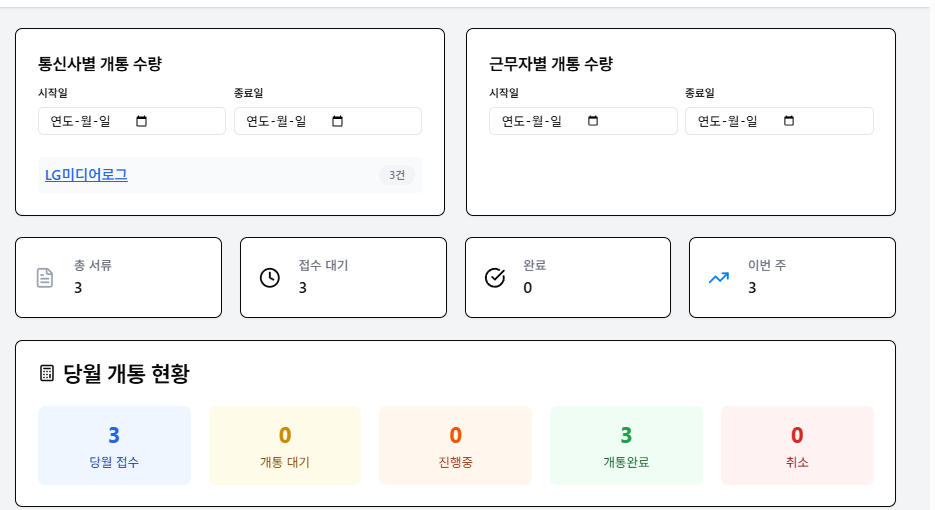 통신사별 개통 수량
시작일
종료일
연도-월-일
연도-월-일
LG미디어로그
3건
근무자별 개통 수량
시작일
종료일
연도-월-일
연도-월-일
총 서류
3
접수 대기
3
완료
0
이번 주
3
당월 개통 현황
3
당월 접수
0
개통 대기
0
진행중
3
개통완료
0
취소